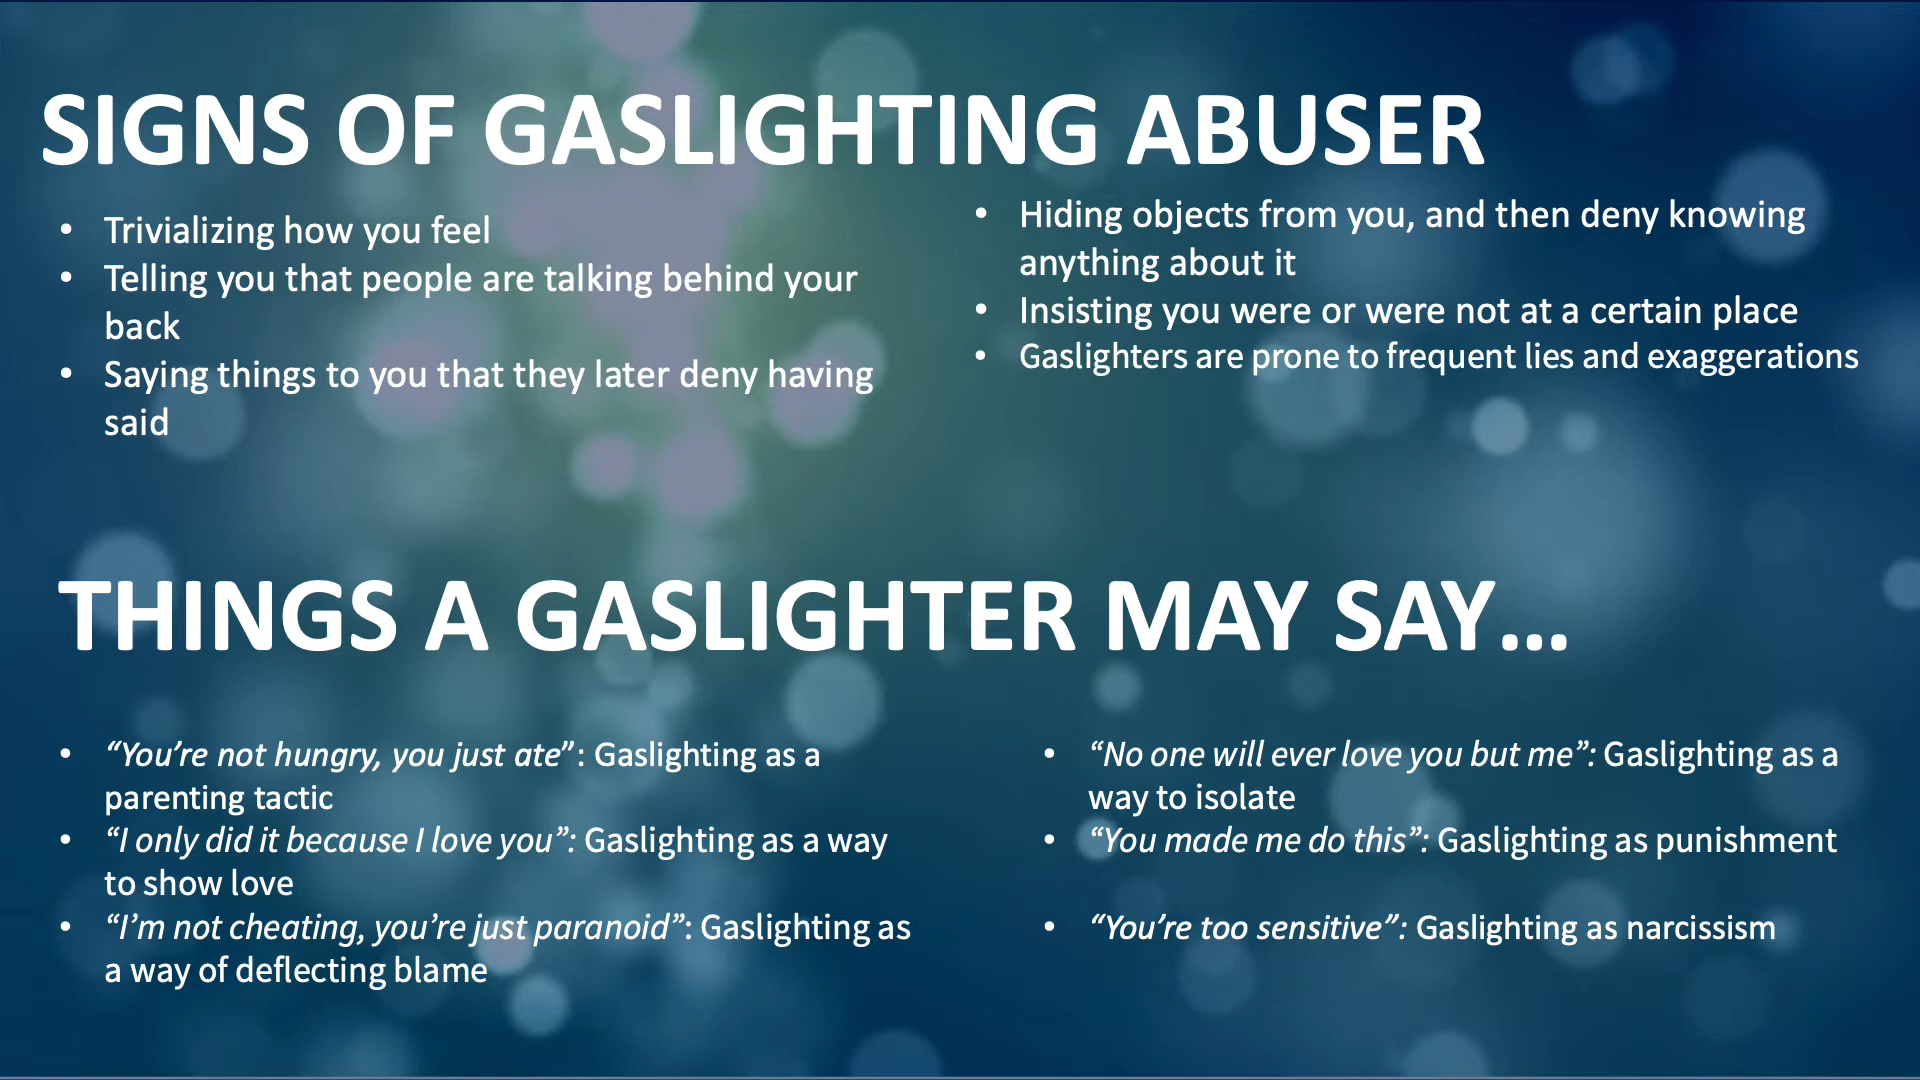 SIGNS OF GASLIGHTING ABUSER
• Trivializing how you feel
• Telling you that people are talking behind your
back
• Saying things to you that they later deny having
said
• Hiding objects from you, and then deny knowing
anything about it
• Insisting you were or were not at a certain place
• Gaslighters are prone to frequent lies and exaggerations
THINGS A GASLIGHTER MAY SAY…
• “You’re not hungry, you just ate”: Gaslighting as a
parenting tactic
• “I only did it because I love you”: Gaslighting as a way
to show love
• “I’m not cheating, you’re just paranoid”: Gaslighting as
a way of deflecting blame
• “No one will ever love you but me”: Gaslighting as a
way to isolate
• “You made me do this”: Gaslighting as punishment
• “You’re too sensitive”: Gaslighting as narcissism